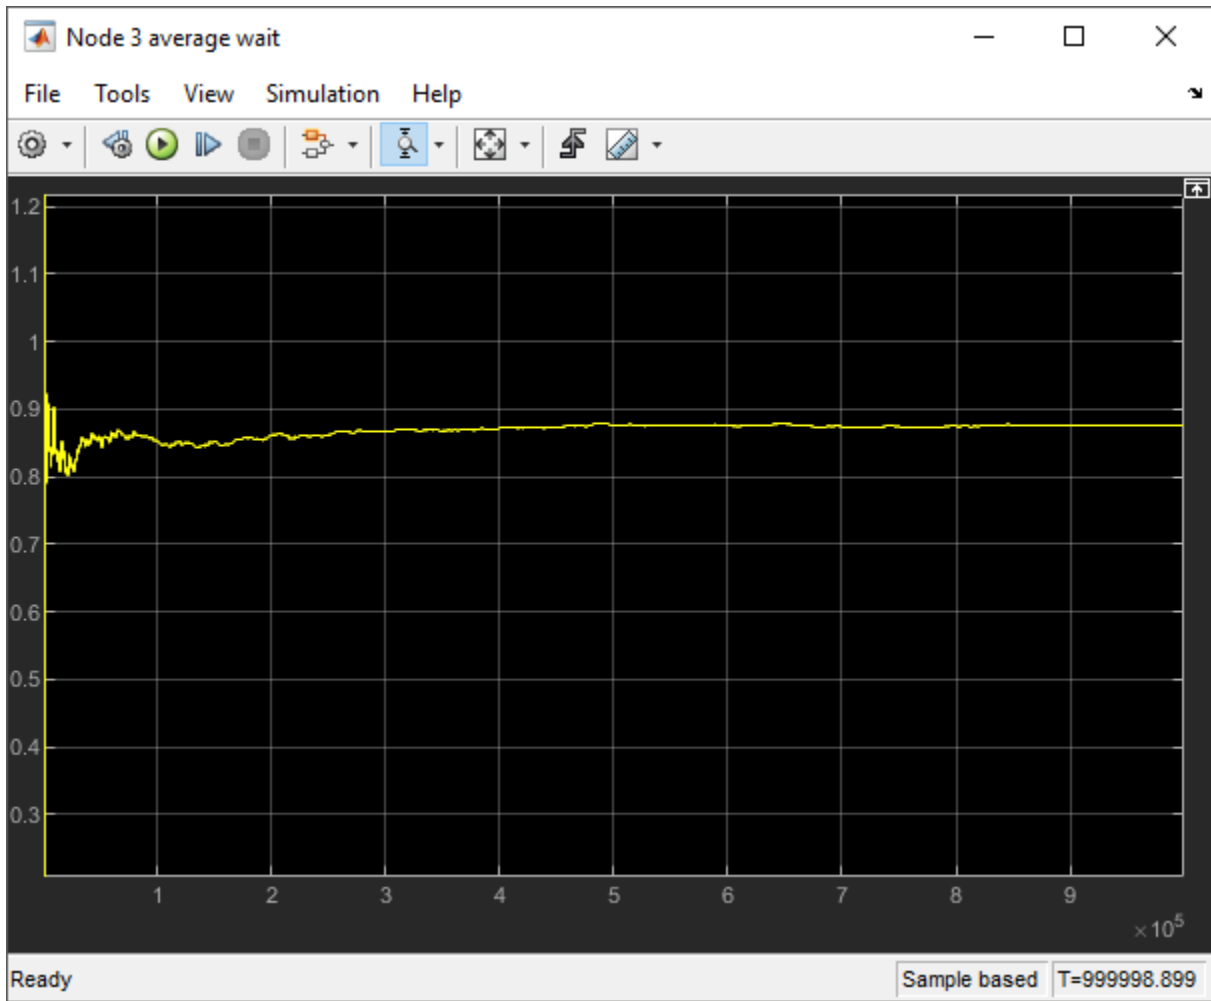 Node 3 average wait
File Tools View Simulation Help
1.2
1.1
1
0.9
0.8
0.7
0.6
0.5
0.4
0.3
1 2 3 4 5 6 7 8 9
×10⁵
Ready Sample based T=999998.899